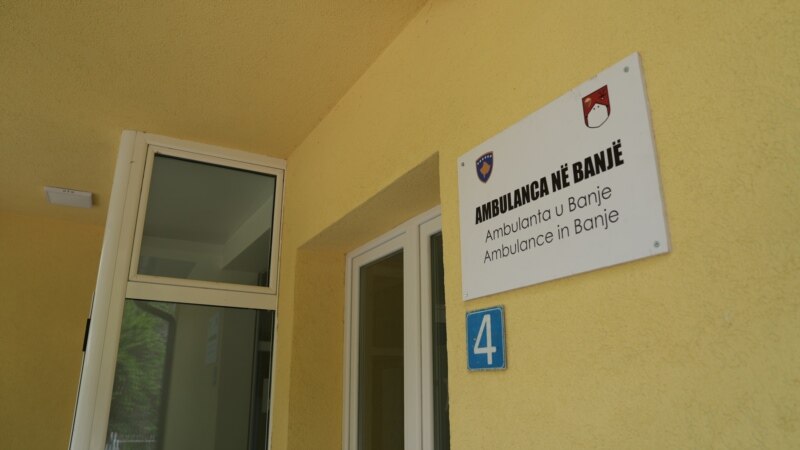 AMBULANCA NË BANJË
Ambulanta u Banje
Ambulance in Banje
4